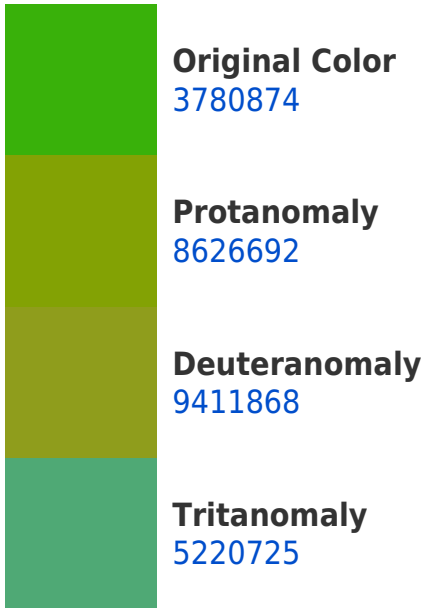 Original Color
3780874
Protanomaly
8626692
Deuteranomaly
9411868
Tritanomaly
5220725